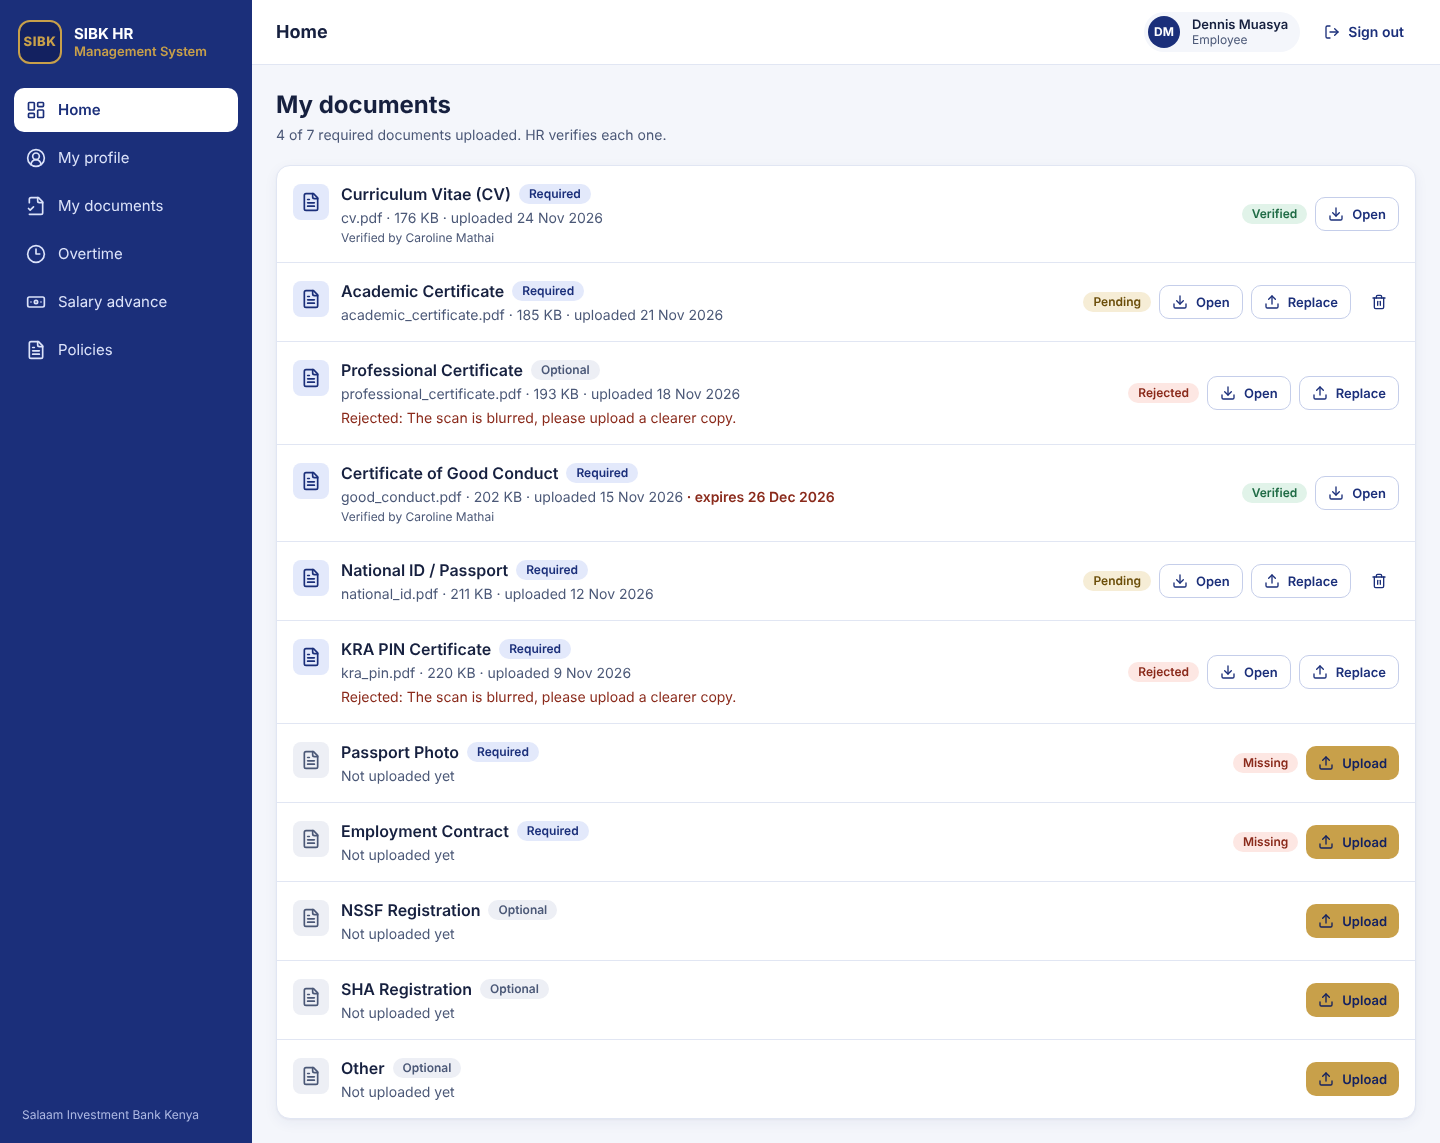 SIBK
SIBK HR
Management System
Home
My profile
My documents
Overtime
Salary advance
Policies
Salaam Investment Bank Kenya
Home
DM
Dennis Muasya
Employee
Sign out
My documents
4 of 7 required documents uploaded. HR verifies each one.
Curriculum Vitae (CV) Required
cv.pdf · 176 KB · uploaded 24 Nov 2026
Verified by Caroline Mathai
Verified Open
Academic Certificate Required
academic_certificate.pdf · 185 KB · uploaded 21 Nov 2026
Pending Open Replace
Professional Certificate Optional
professional_certificate.pdf · 193 KB · uploaded 18 Nov 2026
Rejected: The scan is blurred, please upload a clearer copy.
Rejected Open Replace
Certificate of Good Conduct Required
good_conduct.pdf · 202 KB · uploaded 15 Nov 2026 · expires 26 Dec 2026
Verified by Caroline Mathai
Verified Open
National ID / Passport Required
national_id.pdf · 211 KB · uploaded 12 Nov 2026
Pending Open Replace
KRA PIN Certificate Required
kra_pin.pdf · 220 KB · uploaded 9 Nov 2026
Rejected: The scan is blurred, please upload a clearer copy.
Rejected Open Replace
Passport Photo Required
Not uploaded yet
Missing Upload
Employment Contract Required
Not uploaded yet
Missing Upload
NSSF Registration Optional
Not uploaded yet
Upload
SHA Registration Optional
Not uploaded yet
Upload
Other Optional
Not uploaded yet
Upload